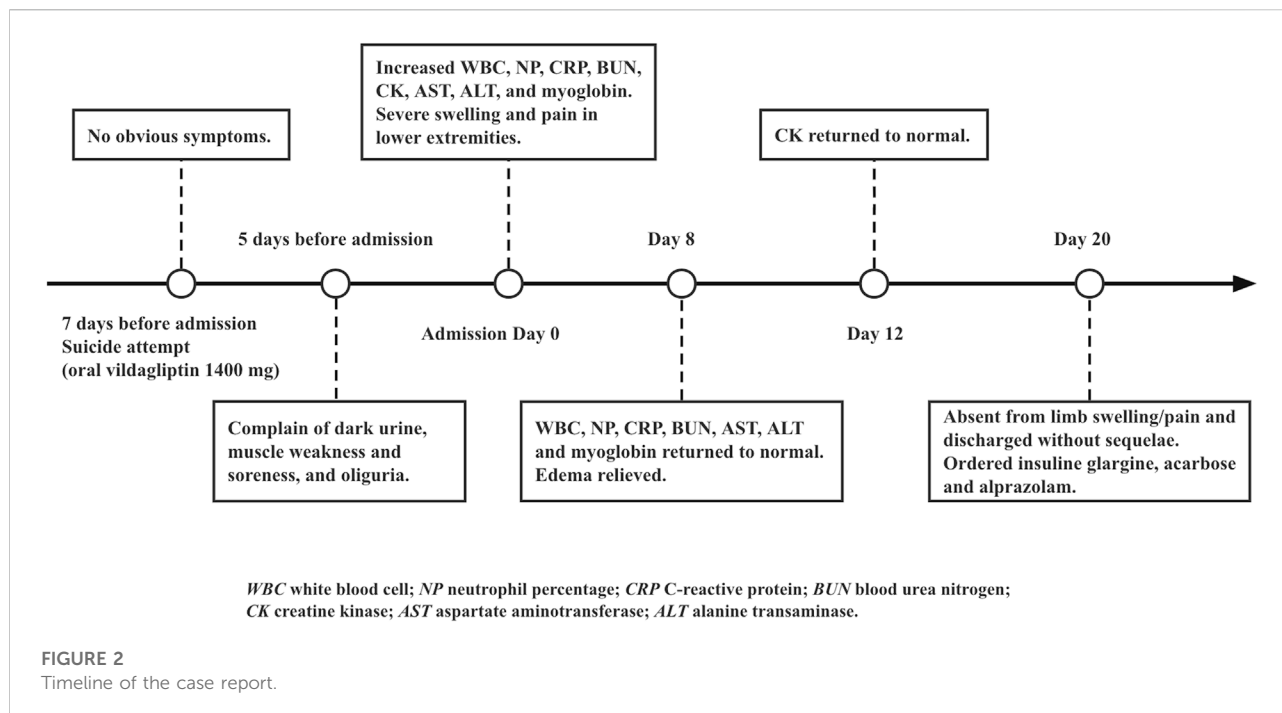 Increased WBC, NP, CRP, BUN,
CK, AST, ALT, and myoglobin.
Severe swelling and pain in
lower extremities.
No obvious symptoms.
CK returned to normal.
5 days before admission
Day 8
Day 20
7 days before admission
Suicide attempt
(oral vildagliptin 1400 mg)
Admission Day 0
Day 12
Complain of dark urine,
muscle weakness and
soreness, and oliguria.
WBC, NP, CRP, BUN, AST, ALT
and myoglobin returned to normal.
Edema relieved.
Absent from limb swelling/pain and
discharged without sequelae.
Ordered insuline glargine, acarbose
and alprazolam.
WBC white blood cell; NP neutrophil percentage; CRP C-reactive protein; BUN blood urea nitrogen;
CK creatine kinase; AST aspartate aminotransferase; ALT alanine transaminase.
FIGURE 2
Timeline of the case report.